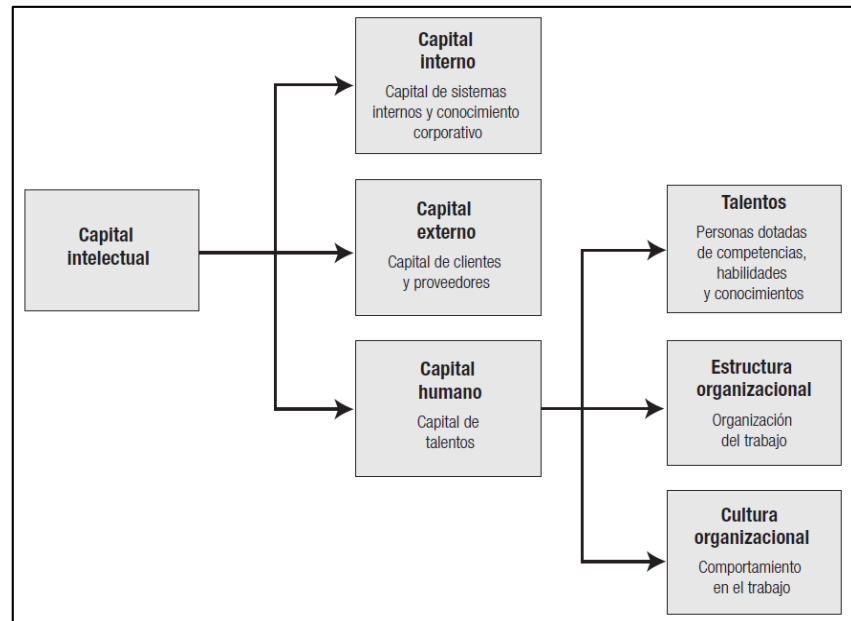 Capital
interno
Capital de sistemas
internos y conocimiento
corporativo
Capital
intelectual
Capital
externo
Capital de clientes
y proveedores
Capital
humano
Capital de
talentos
Talentos
Personas dotadas
de competencias,
habilidades
y conocimientos
Estructura
organizacional
Organización
del trabajo
Cultura
organizacional
Comportamiento
en el trabajo